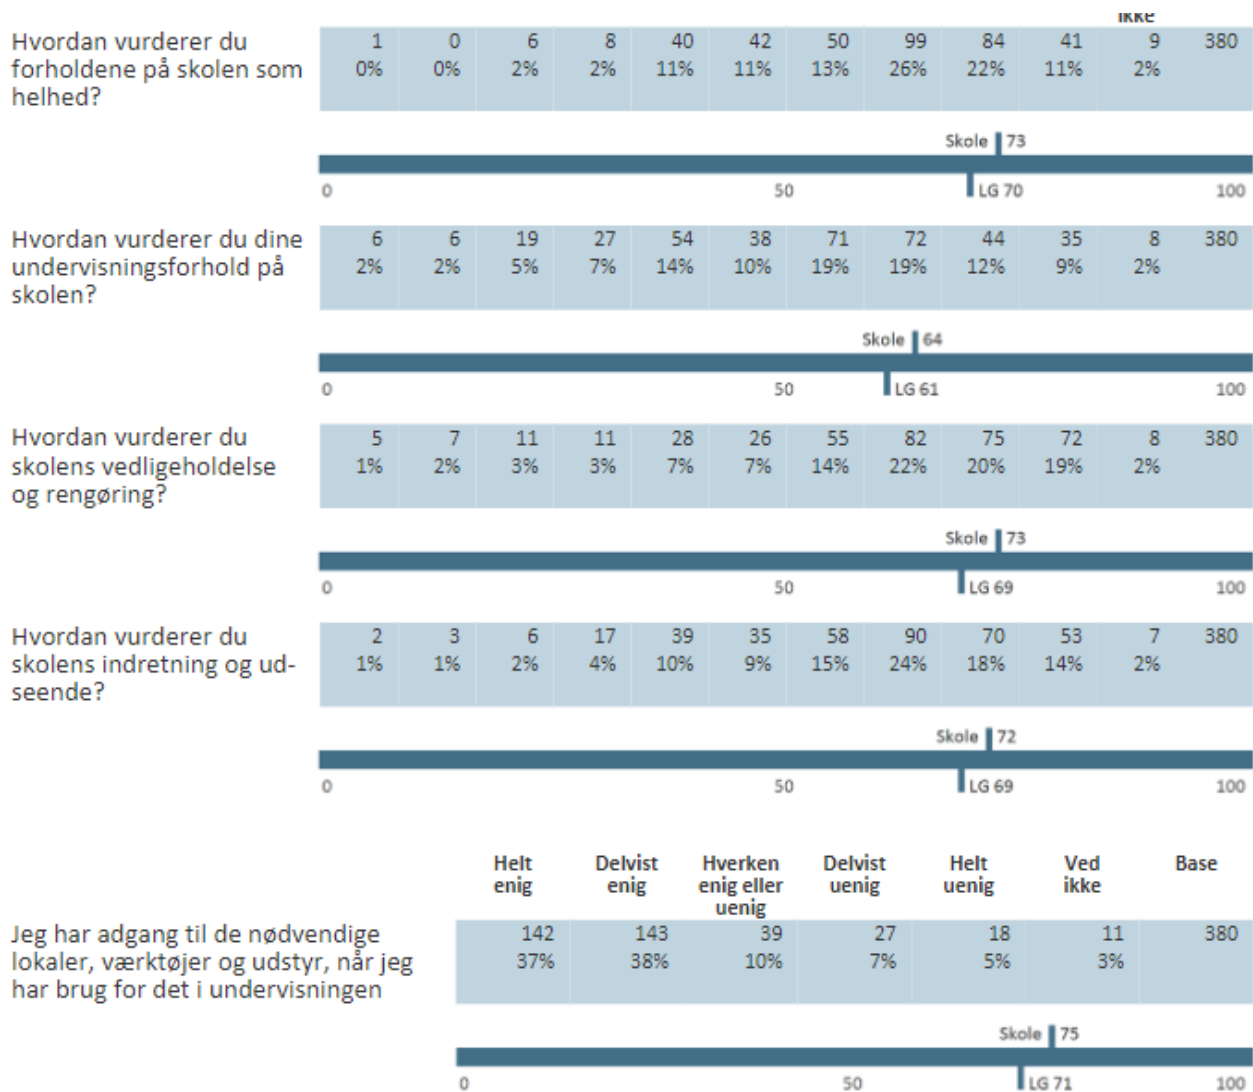 ikke
Hvordan vurderer du 1 0 6 8 40 42 50 99 84 41 9 380
forholdene på skolen som 0% 0% 2% 2% 11% 11% 13% 26% 22% 11% 2%
helhed?
Skole 73
0 50 LG 70 100
Hvordan vurderer du dine 6 6 19 27 54 38 71 72 44 35 8 380
undervisningsforhold på 2% 2% 5% 7% 14% 10% 19% 19% 12% 9% 2%
skolen?
Skole 64
0 50 LG 61 100
Hvordan vurderer du 5 7 11 11 28 26 55 82 75 72 8 380
skolens vedligeholdelse 1% 2% 3% 3% 7% 7% 14% 22% 20% 19% 2%
og rengøring?
Skole 73
0 50 LG 69 100
Hvordan vurderer du 2 3 6 17 39 35 58 90 70 53 7 380
skolens indretning og ud- 1% 1% 2% 4% 10% 9% 15% 24% 18% 14% 2%
seende?
Skole 72
0 50 LG 69 100
Helt Delvist Hverken Delvist Helt Ved Base
enig enig enig eller uenig uenig ikke
uenig
Jeg har adgang til de nødvendige 142 143 39 27 18 11 380
lokaler, værktøjer og udstyr, når jeg 37% 38% 10% 7% 5% 3%
har brug for det i undervisningen
Skole 75
0 50 LG 71 100